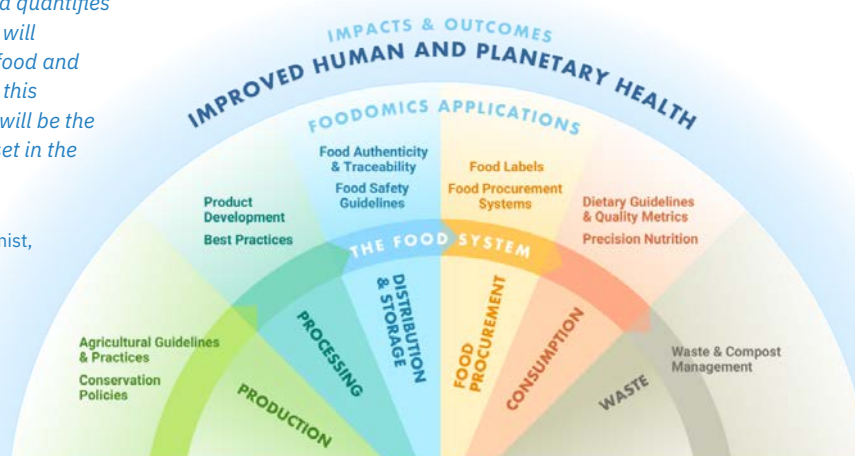 d quantifies
will
food and
this
will be the
set in the
nist,
IMPACTS & OUTCOMES
IMPROVED HUMAN AND PLANETARY HEALTH
FOODOMICS APPLICATIONS
Food Authenticity
& Traceability
Food Safety
Guidelines
Food Labels
Food Procurement
Systems
Product
Development
Best Practices
Dietary Guidelines
& Quality Metrics
Precision Nutrition
THE FOOD SYSTEM
Agricultural Guidelines
& Practices
Conservation
Policies
Waste & Compost
Management
PRODUCTION
PROCESSING
DISTRIBUTION
& STORAGE
FOOD
PROCUREMENT
CONSUMPTION
WASTE